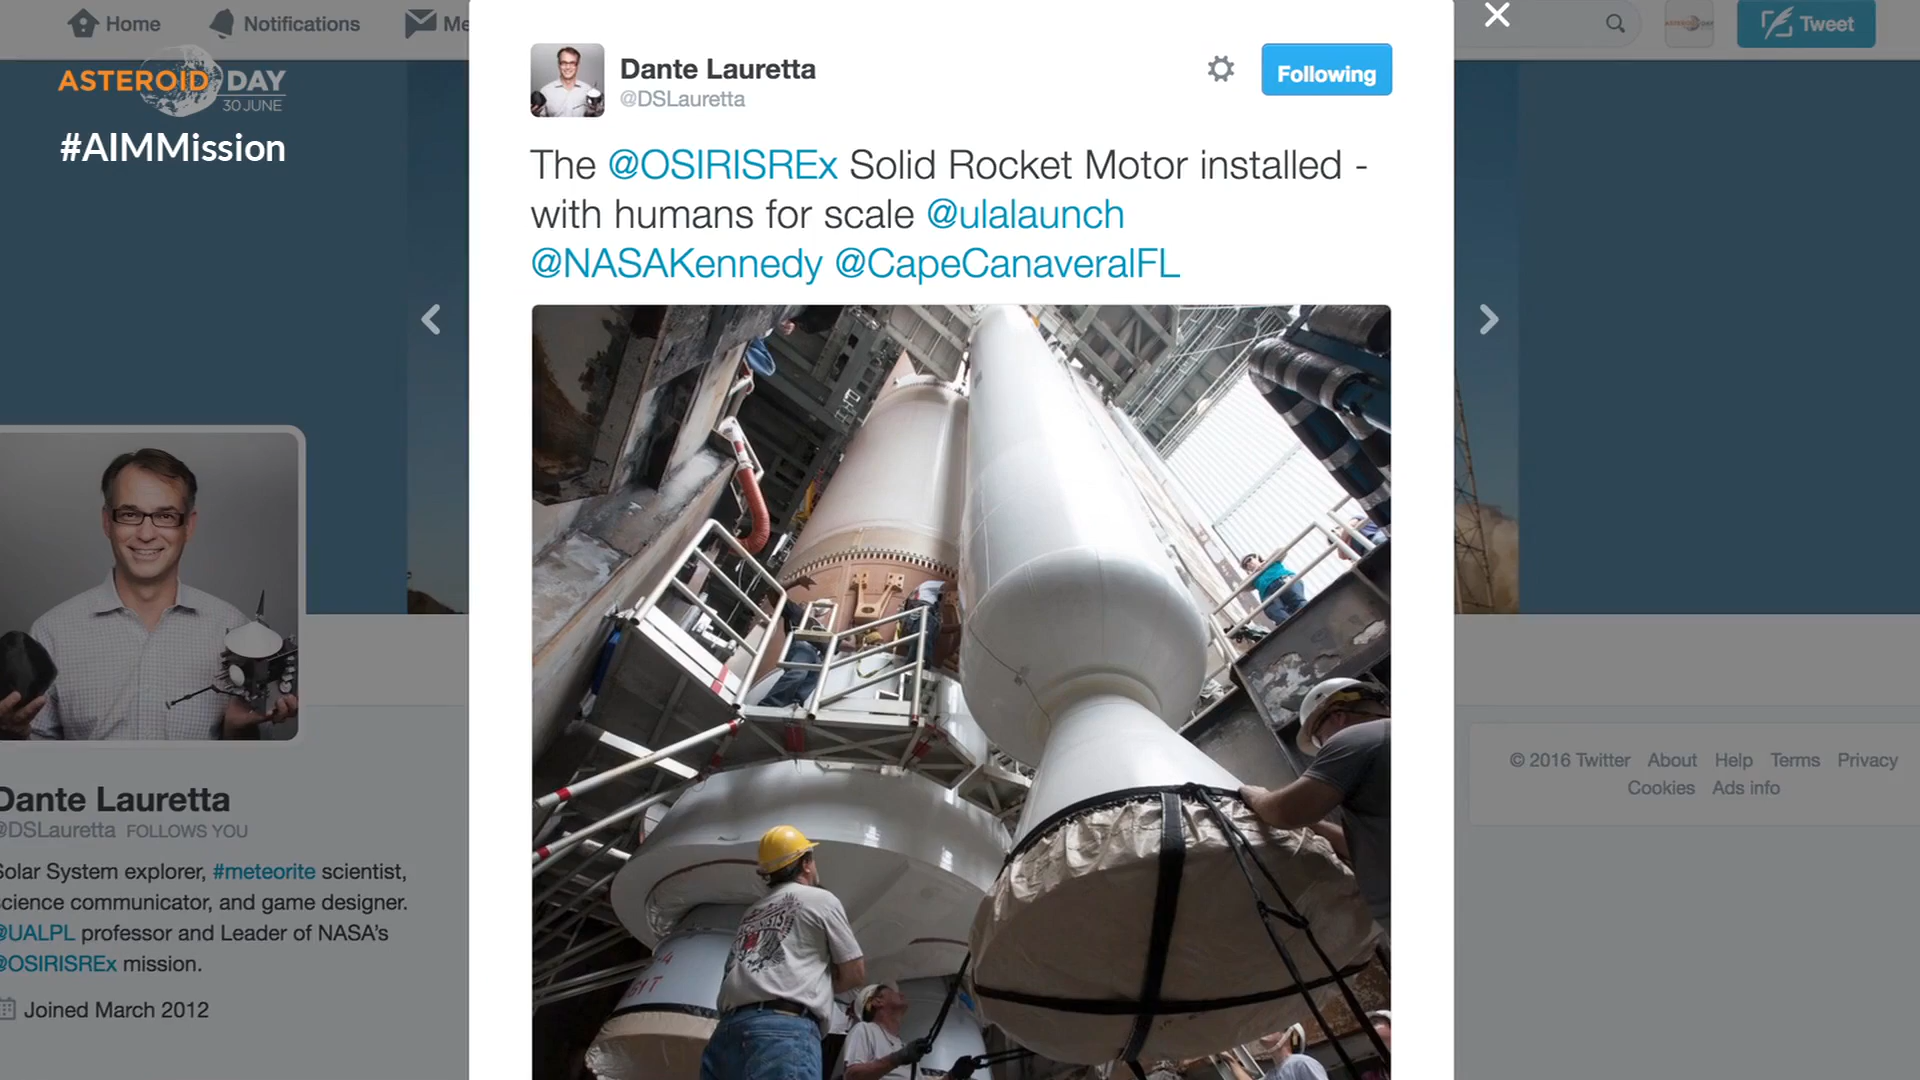 Home
Notifications
Me
Tweet
ASTEROID DAY
30 JUNE
#AIMMission
Dante Lauretta
@DSLauretta
Following
The @OSIRISREx Solid Rocket Motor installed -
with humans for scale @ulalaunch
@NASAKennedy @CapeCanaveralFL
Dante Lauretta
@DSLauretta FOLLOWS YOU
Solar System explorer, #meteorite scientist,
science communicator, and game designer.
@UALPL professor and Leader of NASA's
@OSIRISREx mission.
Joined March 2012
© 2016 Twitter About Help Terms Privacy
Cookies Ads info